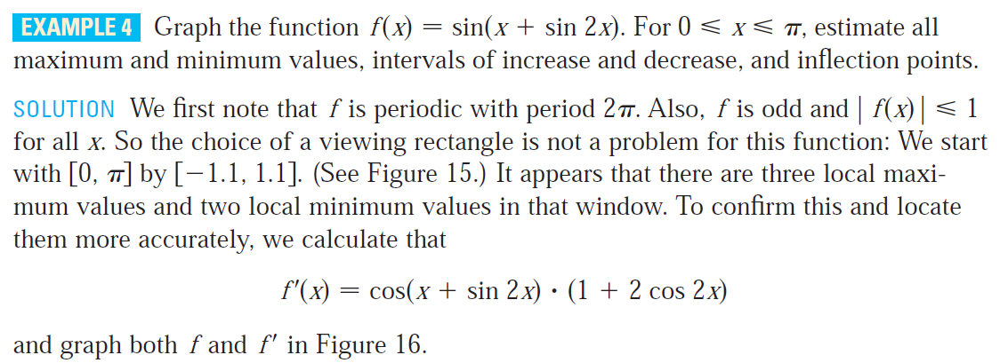 EXAMPLE 4 Graph the function f(x) = sin(x + sin 2x). For 0 ⩽ x ⩽ π, estimate all
maximum and minimum values, intervals of increase and decrease, and inflection points.
SOLUTION We first note that f is periodic with period 2π. Also, f is odd and | f(x) | ⩽ 1
for all x. So the choice of a viewing rectangle is not a problem for this function: We start
with [0, π] by [−1.1, 1.1]. (See Figure 15.) It appears that there are three local maxi-
mum values and two local minimum values in that window. To confirm this and locate
them more accurately, we calculate that
f′(x) = cos(x + sin 2x) · (1 + 2 cos 2x)
and graph both f and f′ in Figure 16.